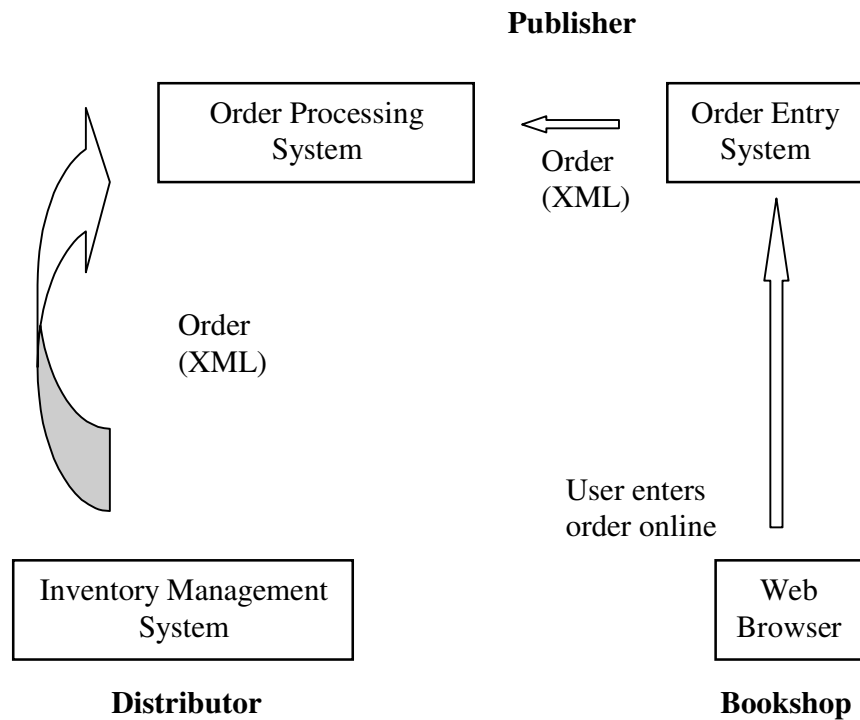 Publisher
Order Processing
System
Order Entry
System
Order
(XML)
Order
(XML)
User enters
order online
Inventory Management
System
Web
Browser
Distributor
Bookshop